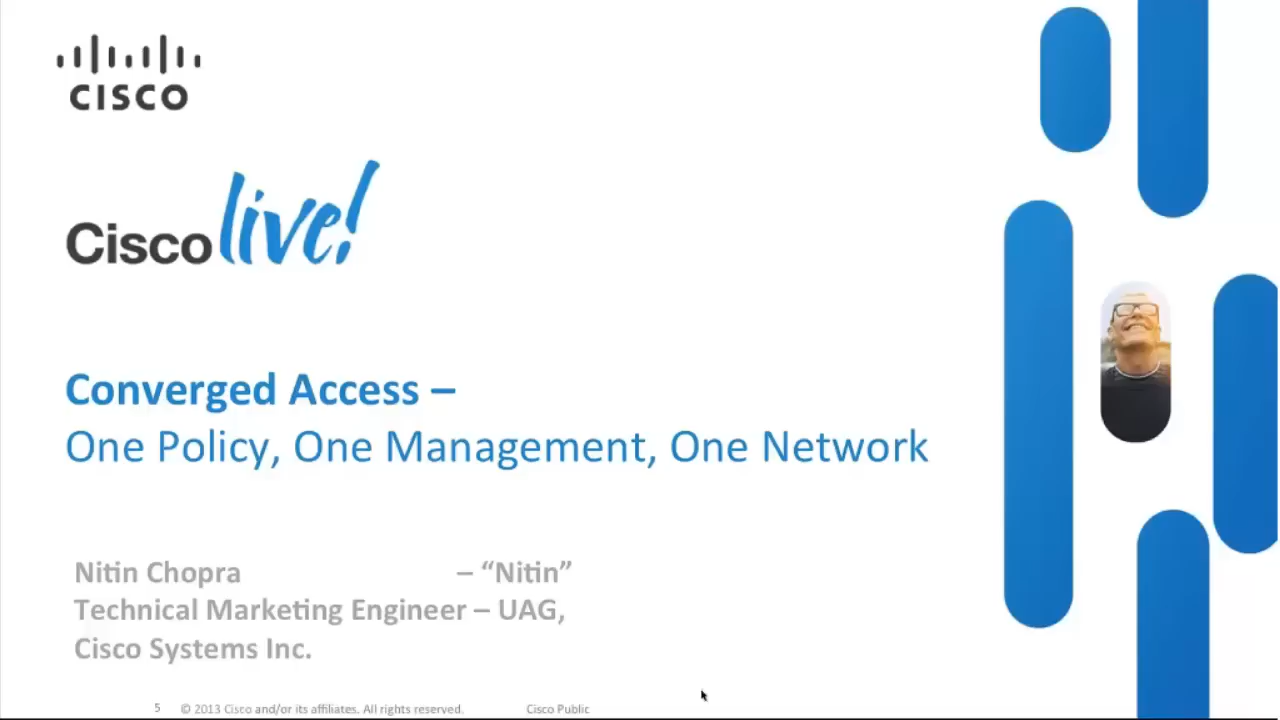 CISCO
Cisco live!
Converged Access –
One Policy, One Management, One Network
Nitin Chopra – “Nitin”
Technical Marketing Engineer – UAG,
Cisco Systems Inc.
5 © 2013 Cisco and/or its affiliates. All rights reserved. Cisco Public